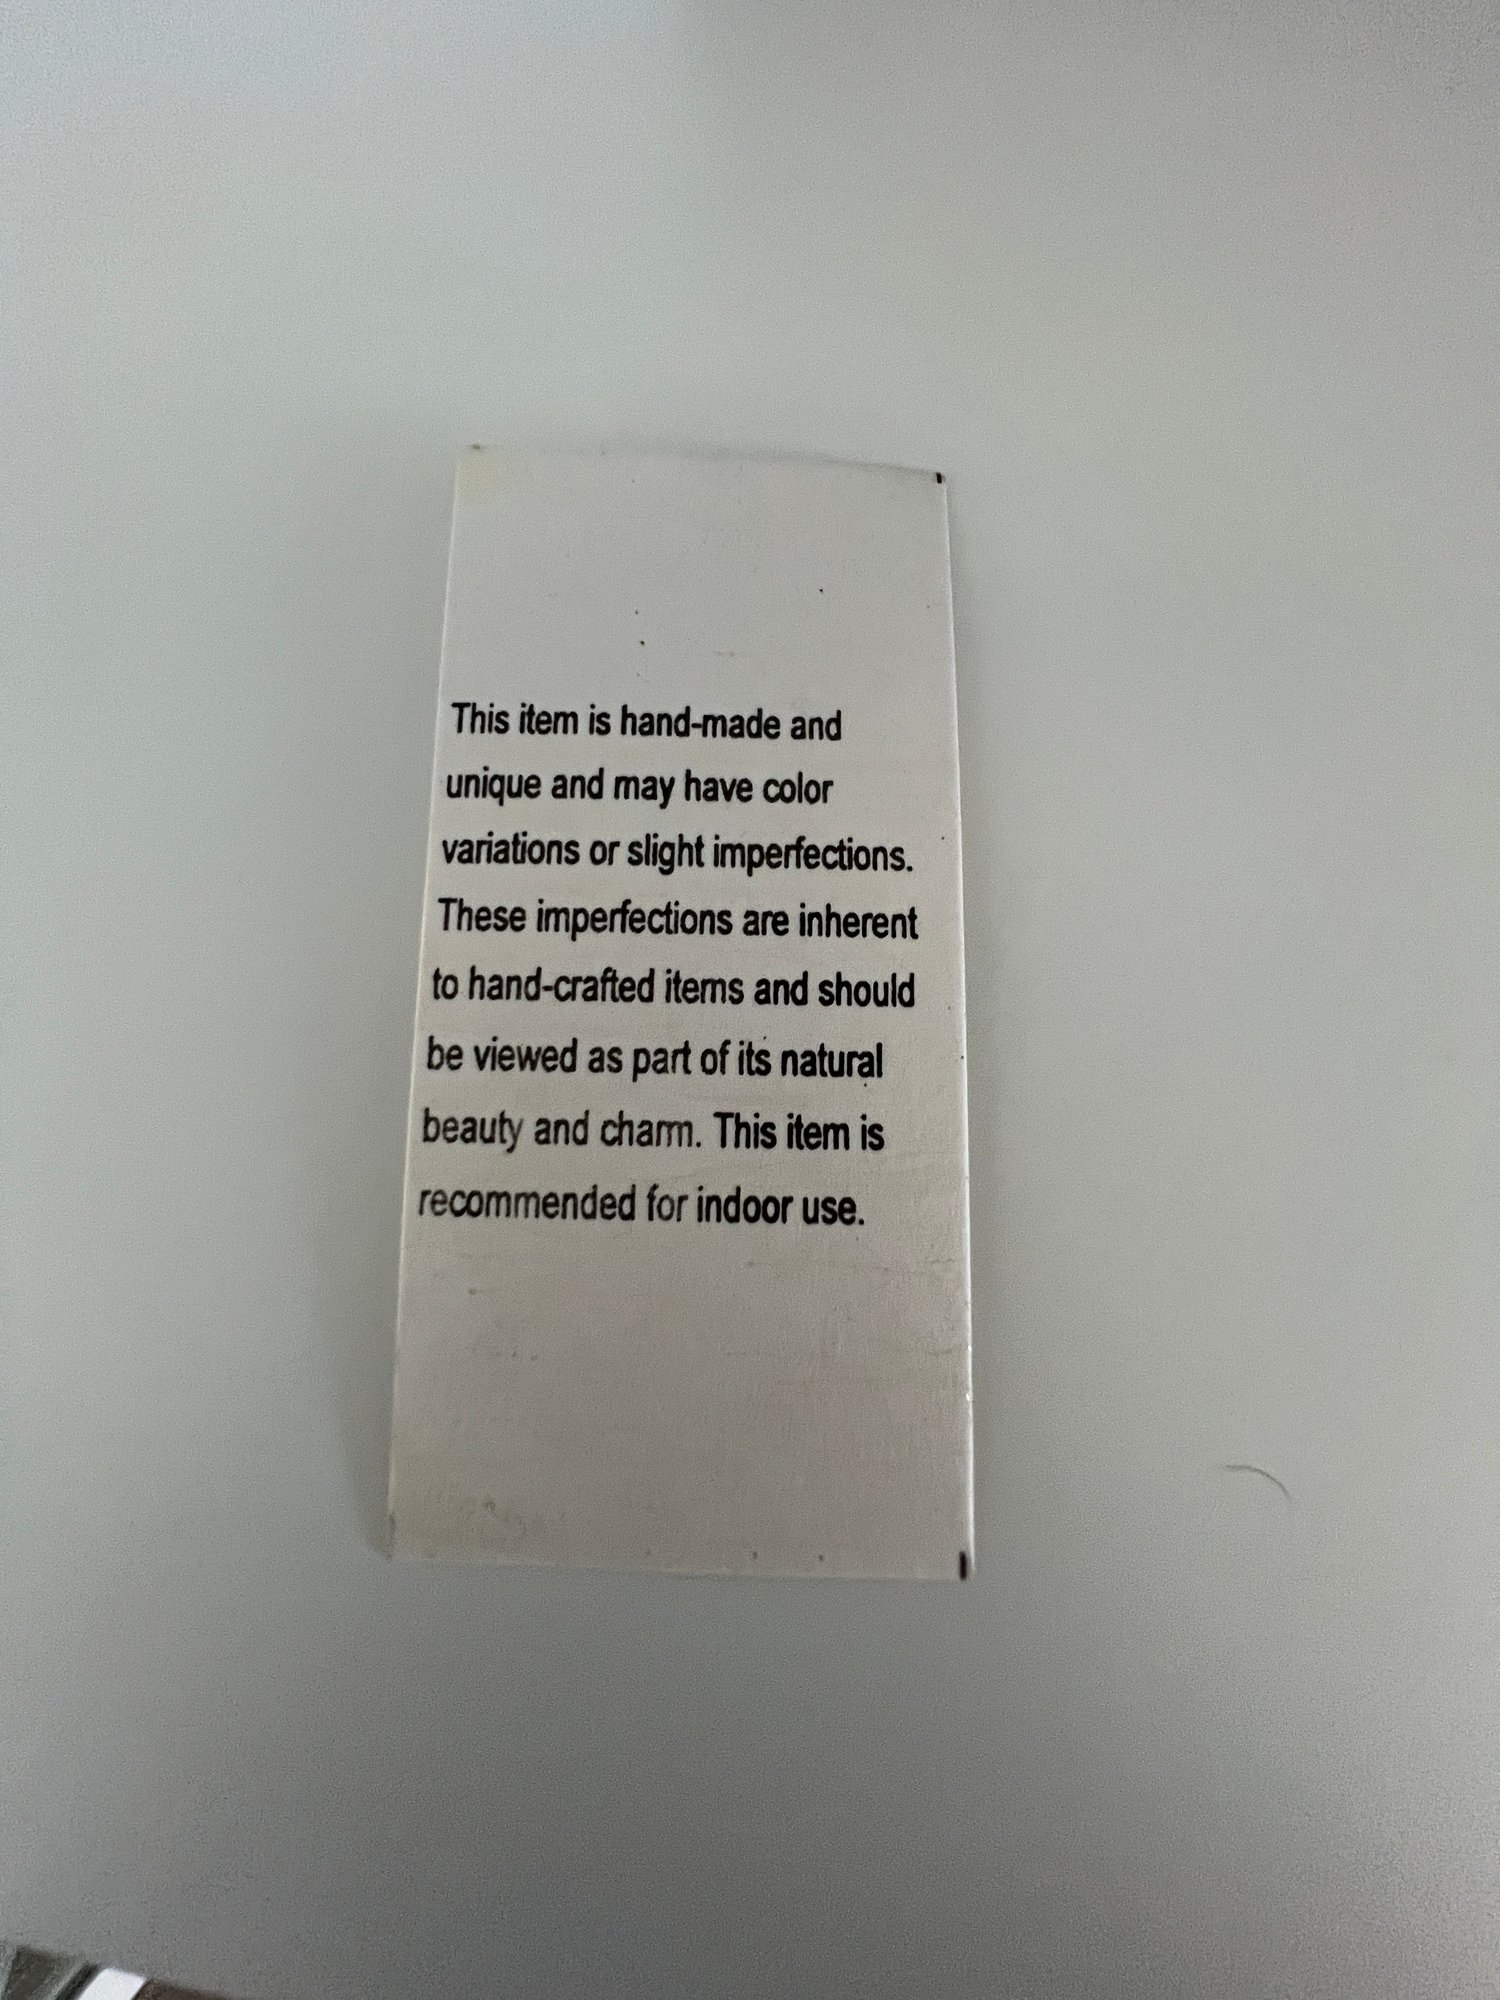 This item is hand-made and
unique and may have color
variations or slight imperfections.
These imperfections are inherent
to hand-crafted items and should
be viewed as part of its natural
beauty and charm. This item is
recommended for indoor use.